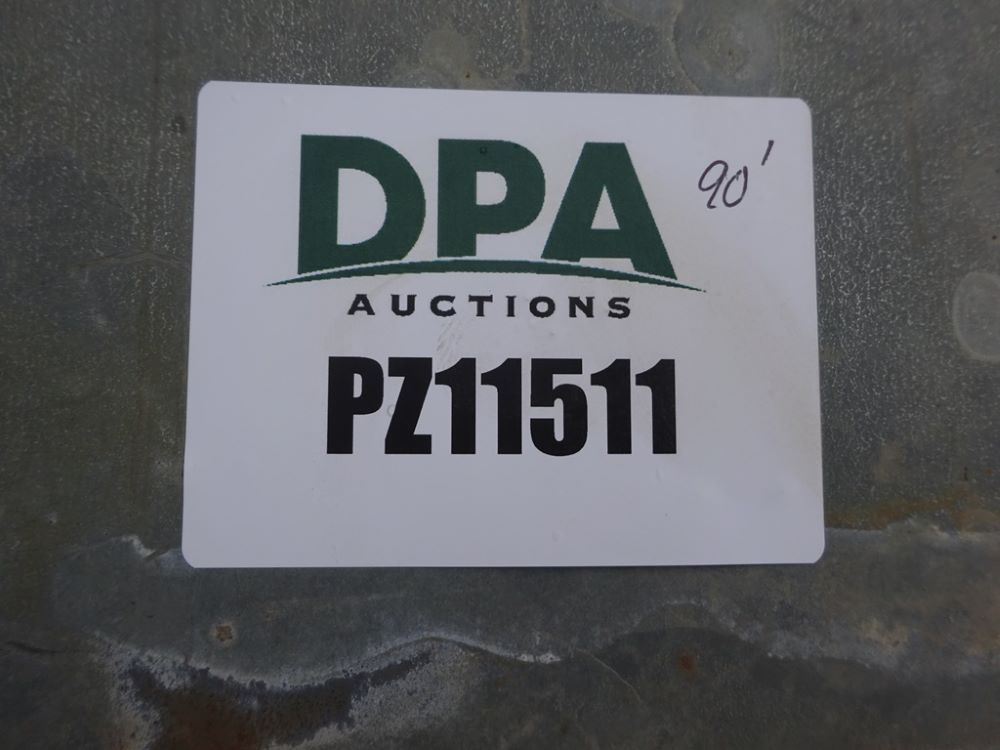 DPA
90'
AUCTIONS
PZ11511